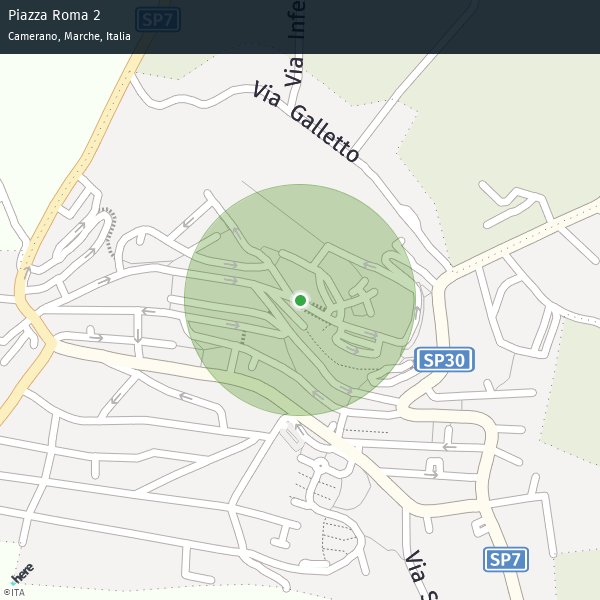 Piazza Roma 2
Camerano, Marche, Italia
SP7
Via Infe
Via Galletto
SP30
SP7
Via S
here
©ITA